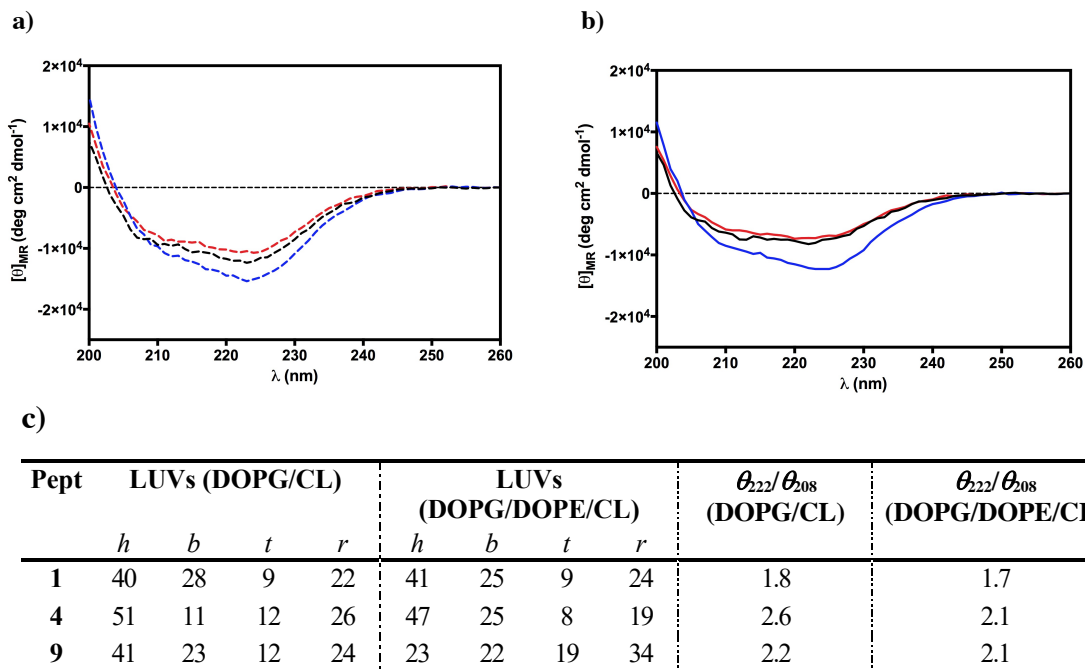 a)
b)
2×10⁴
1×10⁴
0
-1×10⁴
-2×10⁴
[θ]MR (deg cm² dmol⁻¹)
200 210 220 230 240 250 260
λ (nm)
2×10⁴
1×10⁴
0
-1×10⁴
-2×10⁴
[θ]MR (deg cm² dmol⁻¹)
200 210 220 230 240 250 260
λ (nm)
c)
Pept LUVs (DOPG/CL) LUVs θ222/θ208 θ222/θ208
(DOPG/DOPE/CL) (DOPG/CL) (DOPG/DOPE/CL
h b t r h b t r
1 40 28 9 22 41 25 9 24 1.8 1.7
4 51 11 12 26 47 25 8 19 2.6 2.1
9 41 23 12 24 23 22 19 34 2.2 2.1